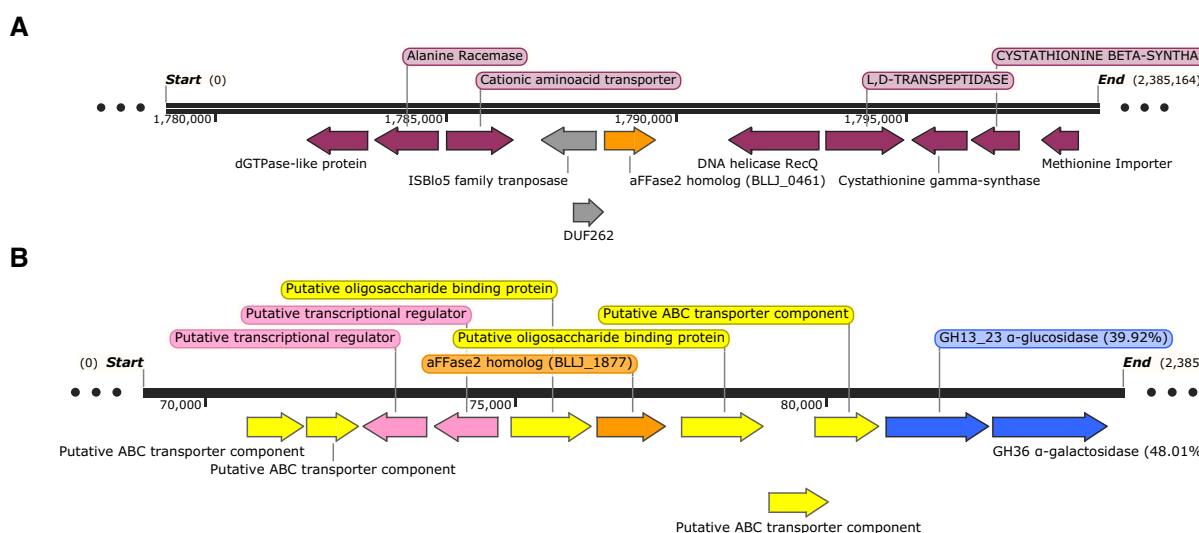 A
Alanine Racemase
CYSTATHIONINE BETA-SYNTHA
Start (0)
Cationic aminoacid transporter
L,D-TRANSPEPTIDASE
End (2,385,164)
1,780,000
1,785,000
1,790,000
1,795,000
dGTPase-like protein
DNA helicase RecQ
Methionine Importer
ISBlo5 family tranposase
aFFase2 homolog (BLLJ_0461)
Cystathionine gamma-synthase
DUF262
B
Putative oligosaccharide binding protein
Putative transcriptional regulator
Putative ABC transporter component
Putative transcriptional regulator
Putative oligosaccharide binding protein
GH13_23 α-glucosidase (39.92%)
(0) Start
aFFase2 homolog (BLLJ_1877)
End (2,385
70,000
75,000
80,000
Putative ABC transporter component
GH36 α-galactosidase (48.01%
Putative ABC transporter component
Putative ABC transporter component